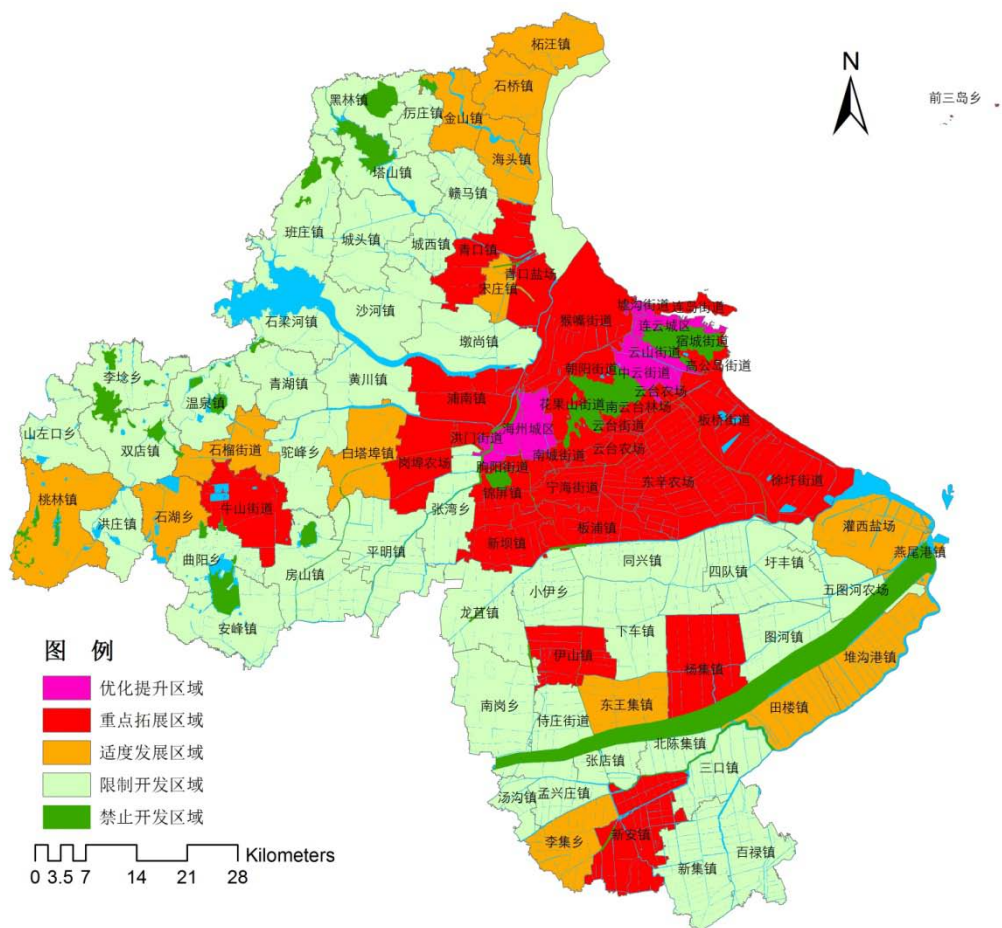 柘汪镇
石桥镇
N
前三岛乡
黑林镇
厉庄镇
金山镇
海头镇
塔山镇
赣马镇
班庄镇
城头镇
城西镇
青口镇
青口盐场
宋庄镇
墟沟街道
连岛街道
猴嘴街道
连云城区
宿城街道
沙河镇
石梁河镇
墩尚镇
云山街道
高公岛街道
朝阳街道
中云街道
李埝乡
青湖镇
黄川镇
浦南镇
云台农场
温泉镇
花果山街道
南云台林场
板桥街道
山左口乡
双店镇
石榴街道
驼峰乡
白塔埠镇
岗埠农场
洪门街道
海州城区
云台街道
南城街道
云台农场
朐阳街道
桃林镇
洪庄镇
石湖乡
牛山街道
张湾乡
锦屏镇
宁海街道
东辛农场
徐圩街道
灌西盐场
新坝镇
板浦镇
燕尾港镇
曲阳乡
房山镇
平明镇
同兴镇
四队镇
圩丰镇
五图河农场
安峰镇
龙苴镇
小伊乡
下车镇
图河镇
堆沟港镇
伊山镇
杨集镇
图 例
优化提升区域
重点拓展区域
适度发展区域
限制开发区域
禁止开发区域
南岗乡
侍庄街道
东王集镇
田楼镇
北陈集镇
张店镇
三口镇
汤沟镇
孟兴庄镇
李集乡
新安镇
新集镇
百禄镇
Kilometers
0 3.5 7 14 21 28